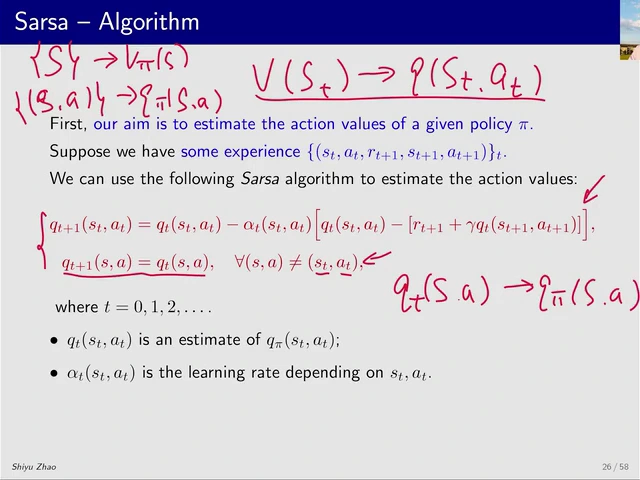 Sarsa – Algorithm
{S} → Vπ(s)
V(St) → q(St.at)
{(s.a)} → qπ(s.a)
First, our aim is to estimate the action values of a given policy π.
Suppose we have some experience {(st, at, rt+1, st+1, at+1)}t.
We can use the following Sarsa algorithm to estimate the action values:
qt+1(st, at) = qt(st, at) − αt(st, at)[qt(st, at) − [rt+1 + γqt(st+1, at+1)]],
qt+1(s, a) = qt(s, a), ∀(s, a) ≠ (st, at),
qt(s.a) → qπ(s.a)
where t = 0, 1, 2, . . . .
• qt(st, at) is an estimate of qπ(st, at);
• αt(st, at) is the learning rate depending on st, at.
Shiyu Zhao
26 / 58